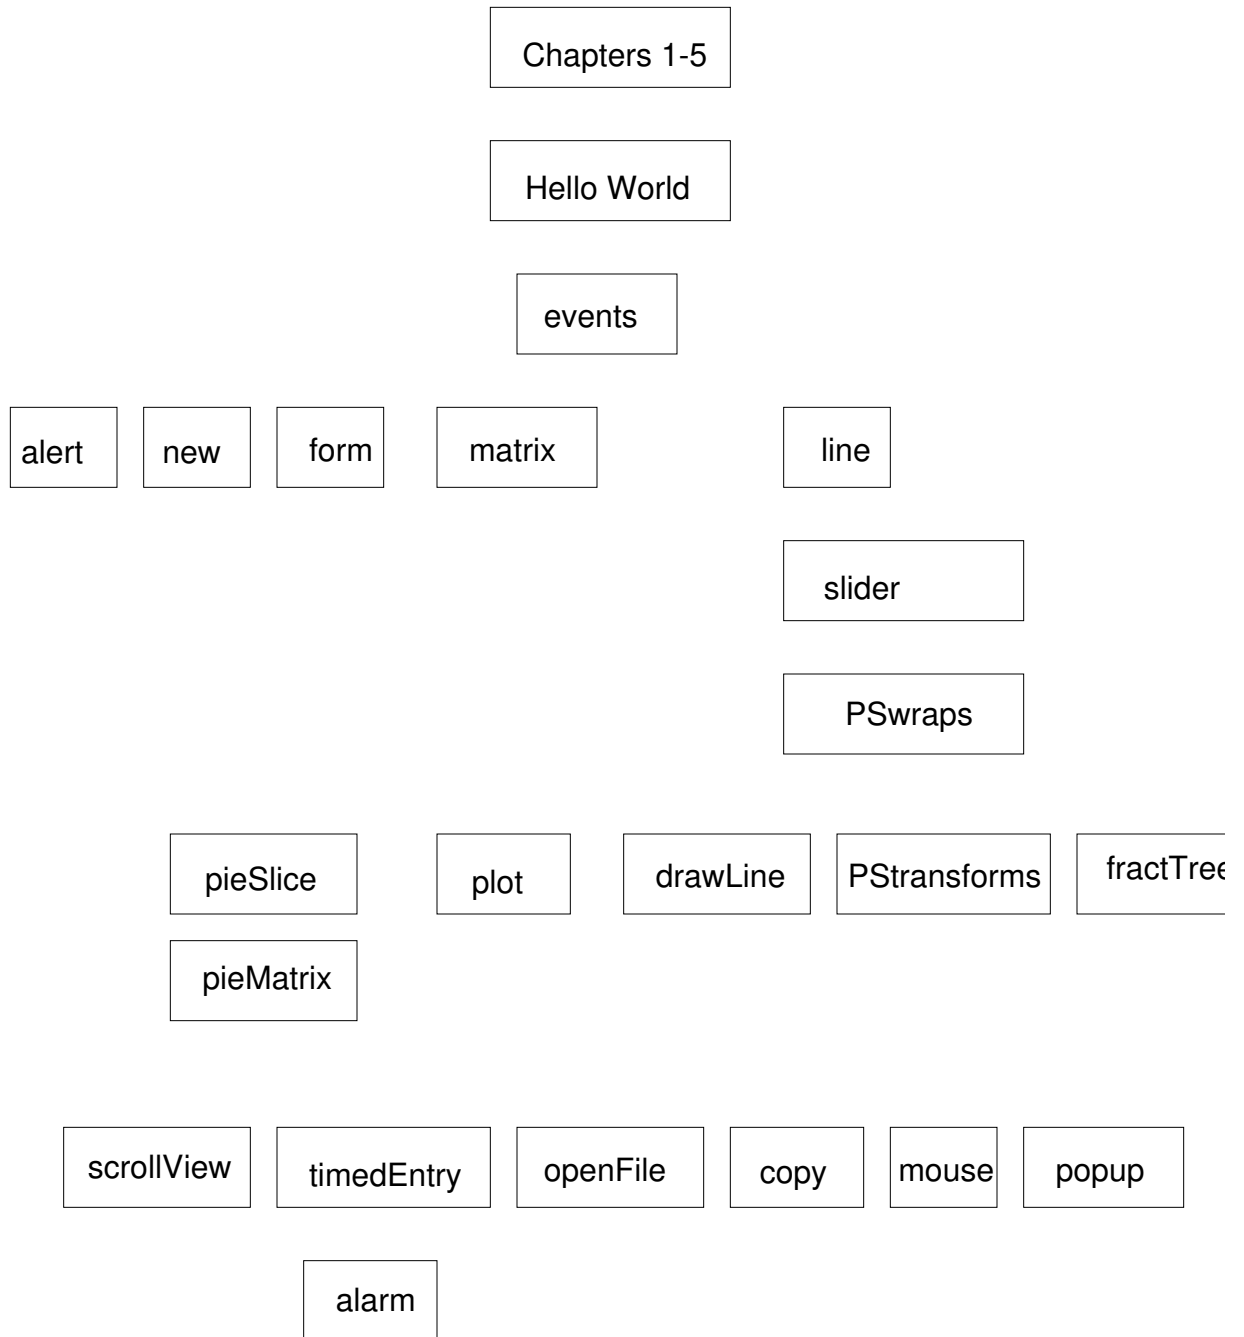 Chapters 1-5
Hello World
events
alert new form matrix line
slider
PSwraps
pieSlice plot drawLine PStransforms fractTree
pieMatrix
scrollView timedEntry openFile copy mouse popup
alarm